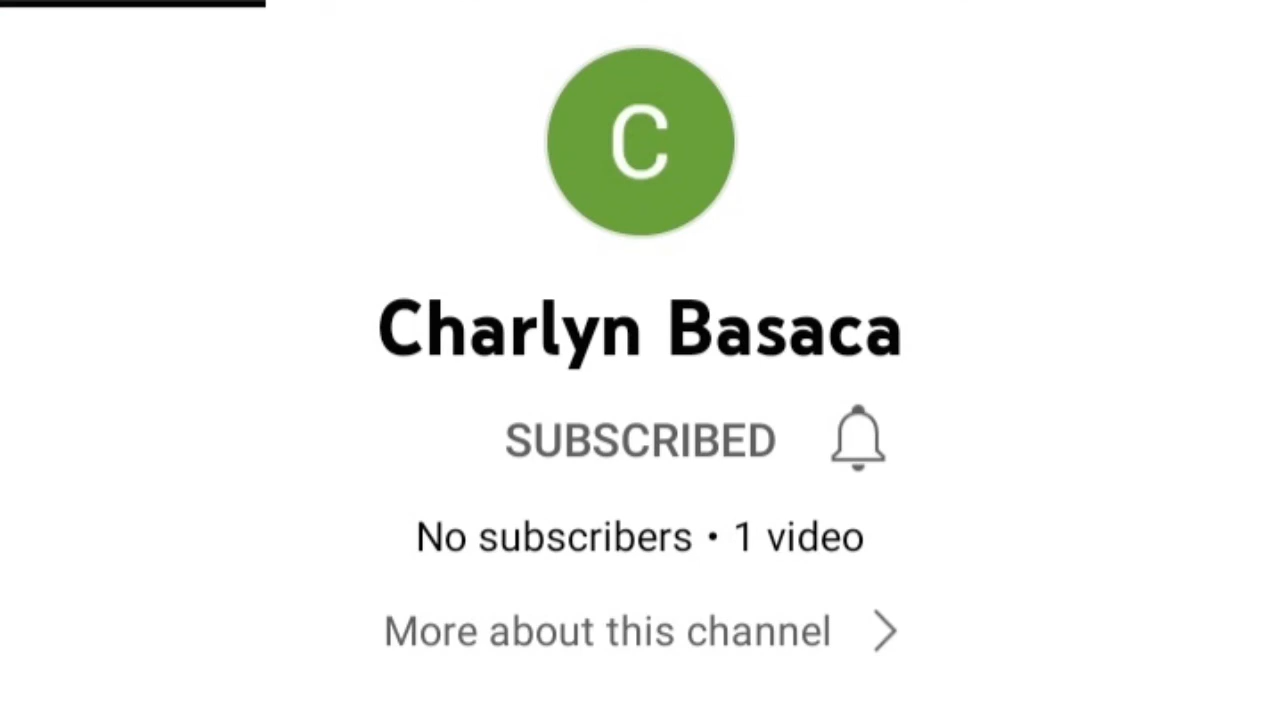 C
Charlyn Basaca
SUBSCRIBED
No subscribers • 1 video
More about this channel